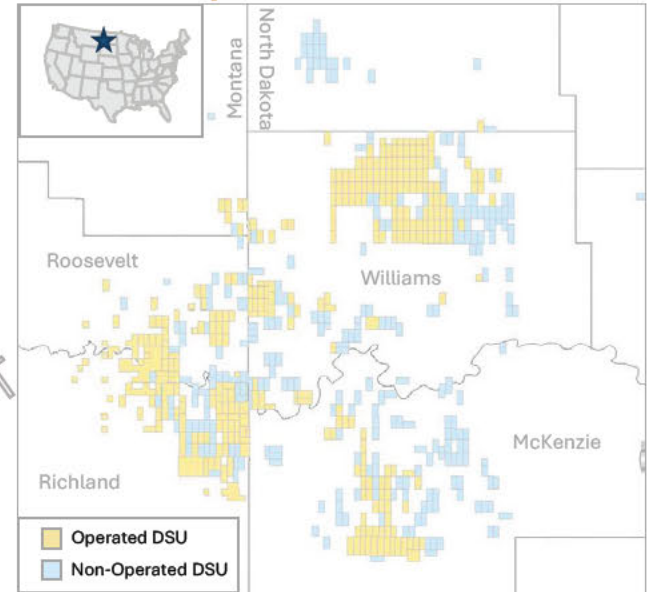 Montana
North Dakota
Roosevelt
Williams
McKenzie
Richland
Operated DSU
Non-Operated DSU